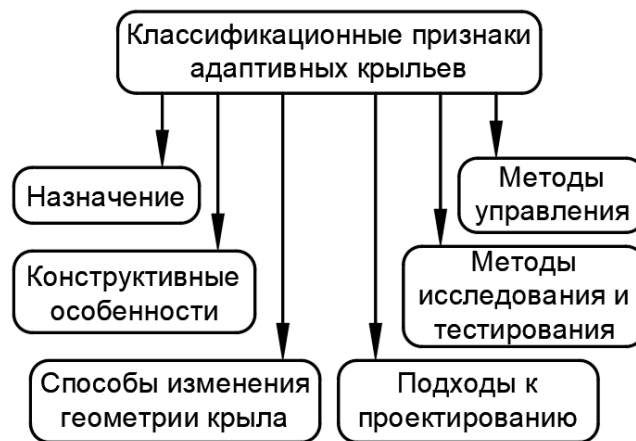 Классификационные признаки
адаптивных крыльев
Назначение
Конструктивные
особенности
Способы изменения
геометрии крыла
Подходы к
проектированию
Методы
исследования и
тестирования
Методы
управления